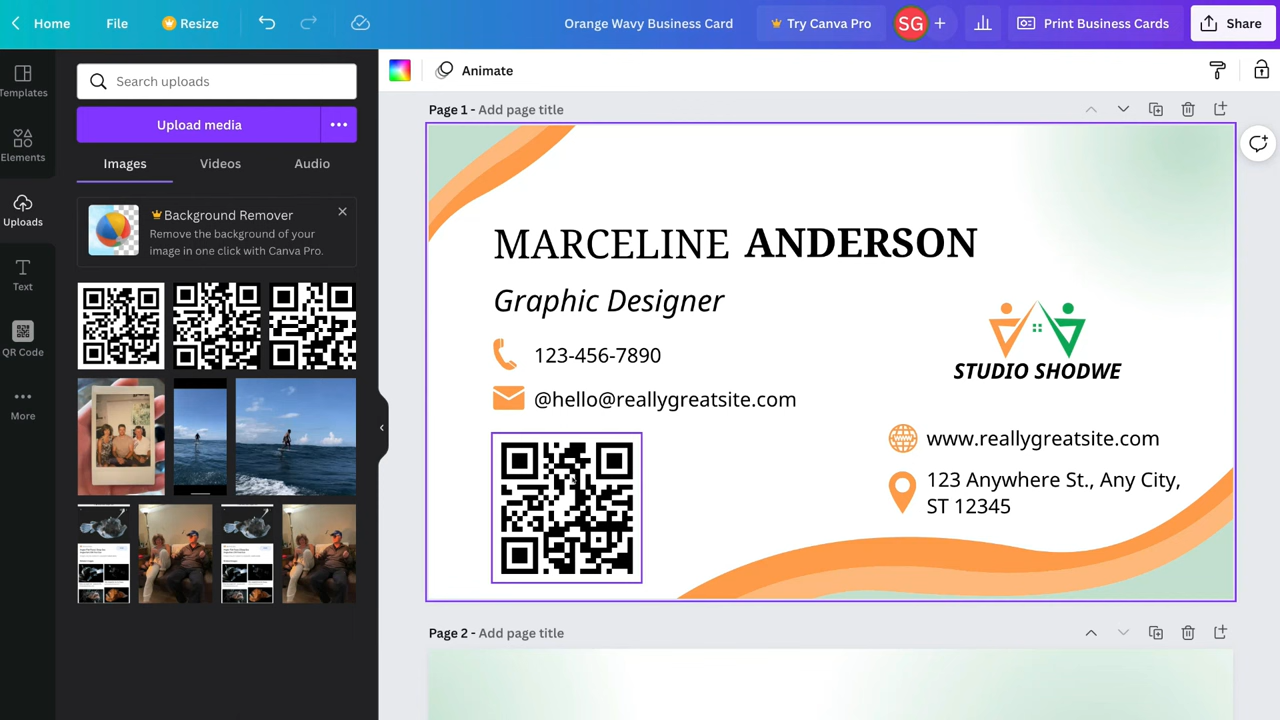 Home
File
Resize
Orange Wavy Business Card
Try Canva Pro
SG
+
Print Business Cards
Share
Templates
Elements
Uploads
Text
QR Code
More
Search uploads
Upload media
Images
Videos
Audio
Background Remover
Remove the background of your
image in one click with Canva Pro.
Animate
Page 1 - Add page title
MARCELINE ANDERSON
Graphic Designer
123-456-7890
@hello@reallygreatsite.com
STUDIO SHODWE
WWW
www.reallygreatsite.com
123 Anywhere St., Any City,
ST 12345
Page 2 - Add page title